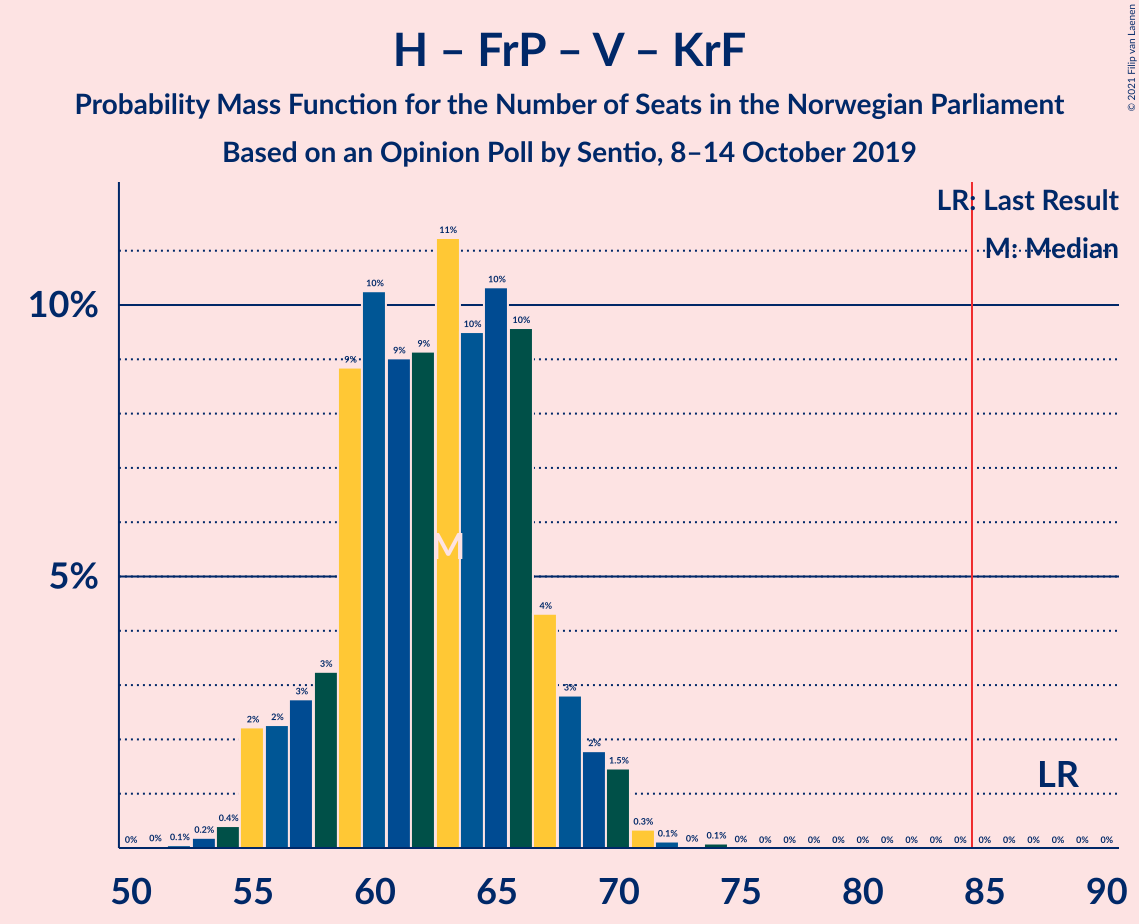 © 2021 Filip van Laenen
H – FrP – V – KrF
Probability Mass Function for the Number of Seats in the Norwegian Parliament
Based on an Opinion Poll by Sentio, 8–14 October 2019
LR: Last Result
M: Median
10%
5%
0% 0% 0.1% 0.2% 0.4% 2% 2% 3% 3% 9% 10% 9% 9% 11% 10% 10% 10% 4% 3% 2% 1.5% 0.3% 0.1% 0% 0.1% 0% 0% 0% 0% 0% 0% 0% 0% 0% 0% 0% 0% 0% 0% 0% 0%
M
LR
50 55 60 65 70 75 80 85 90